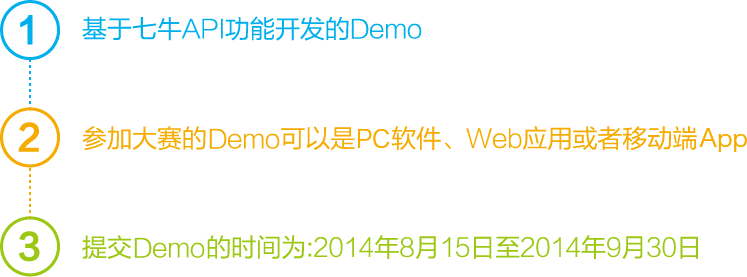 1 基于七牛API功能开发的Demo
2 参加大赛的Demo可以是PC软件、Web应用或者移动端App
3 提交Demo的时间为:2014年8月15日至2014年9月30日